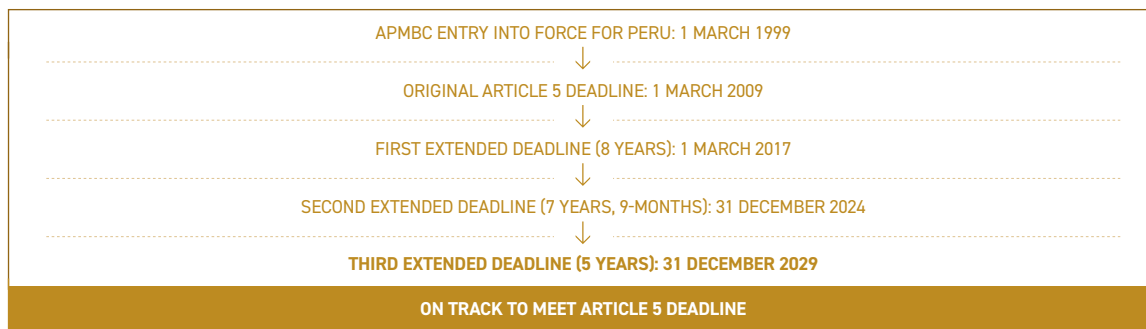 APMBC ENTRY INTO FORCE FOR PERU: 1 MARCH 1999
ORIGINAL ARTICLE 5 DEADLINE: 1 MARCH 2009
FIRST EXTENDED DEADLINE (8 YEARS): 1 MARCH 2017
SECOND EXTENDED DEADLINE (7 YEARS, 9-MONTHS): 31 DECEMBER 2024
THIRD EXTENDED DEADLINE (5 YEARS): 31 DECEMBER 2029
ON TRACK TO MEET ARTICLE 5 DEADLINE